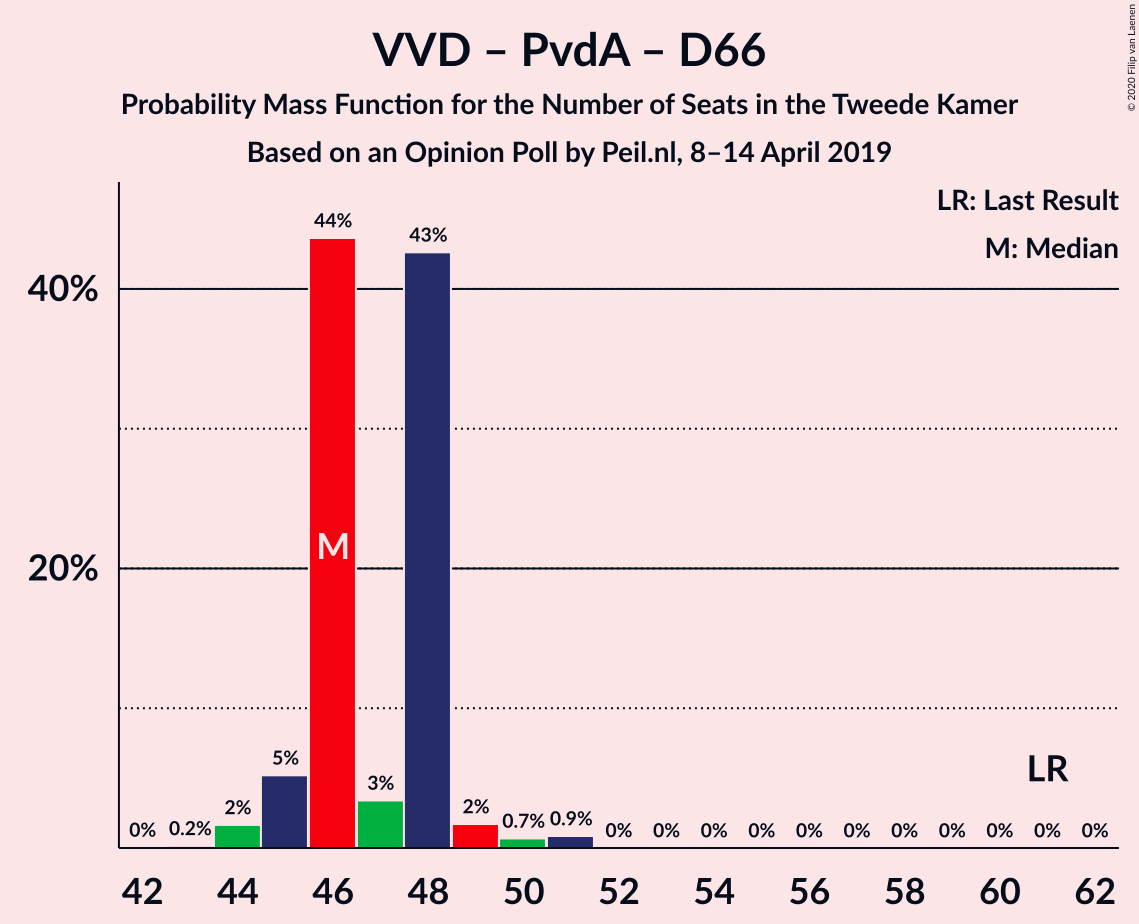 VVD – PvdA – D66
Probability Mass Function for the Number of Seats in the Tweede Kamer
Based on an Opinion Poll by Peil.nl, 8–14 April 2019
© 2020 Filip van Laenen
LR: Last Result
M: Median
40%
20%
0%
0.2%
2%
5%
44%
M
3%
43%
2%
0.7%
0.9%
0%
0%
0%
0%
0%
0%
0%
0%
0%
0%
0%
LR
42 44 46 48 50 52 54 56 58 60 62